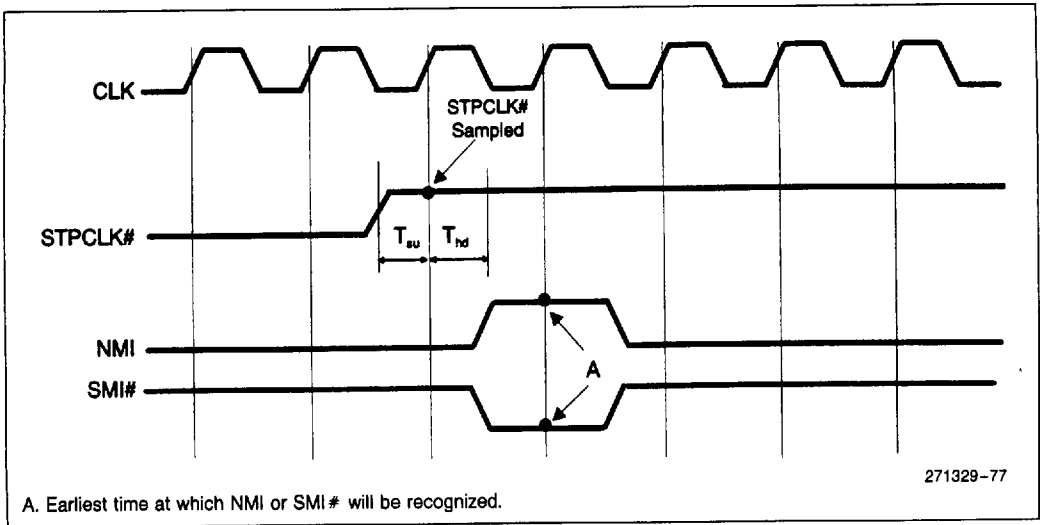 CLK
STPCLK#
Sampled
STPCLK#
Tsu
Thd
NMI
A
SMI#
271329-77
A. Earliest time at which NMI or SMI# will be recognized.